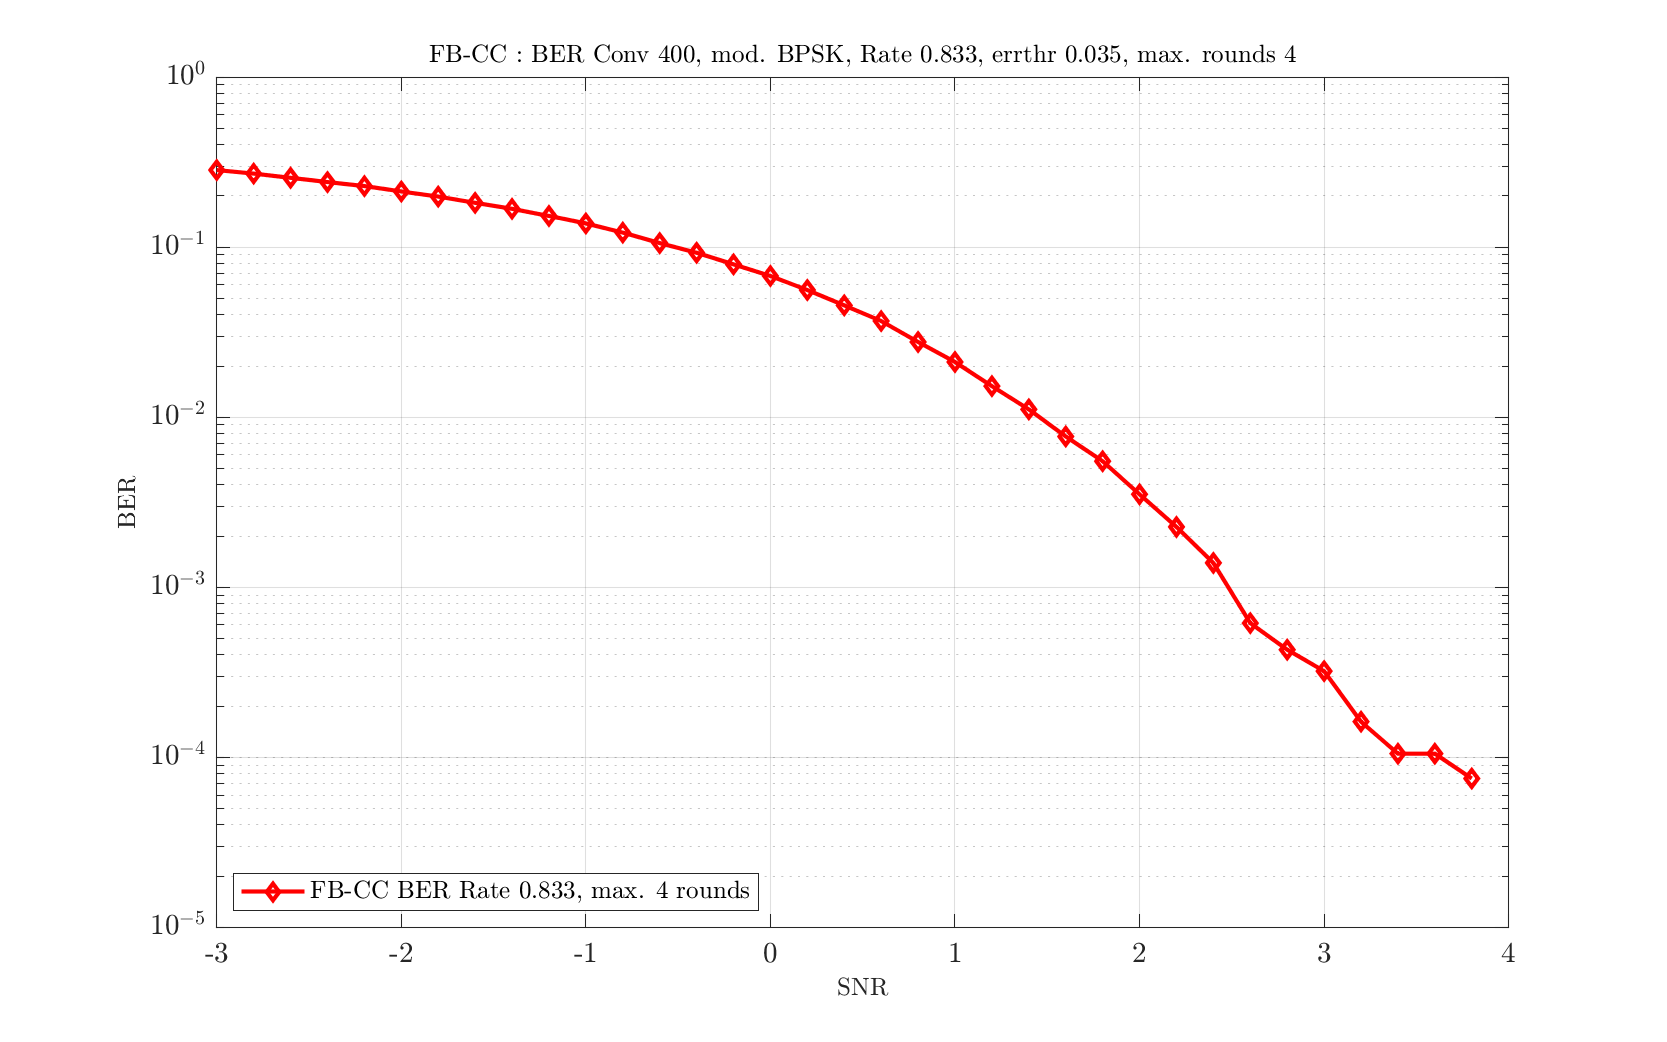 FB-CC : BER Conv 400, mod. BPSK, Rate 0.833, errthr 0.035, max. rounds 4
10⁰
10⁻¹
10⁻²
10⁻³
10⁻⁴
10⁻⁵
BER
FB-CC BER Rate 0.833, max. 4 rounds
-3 -2 -1 0 1 2 3 4
SNR